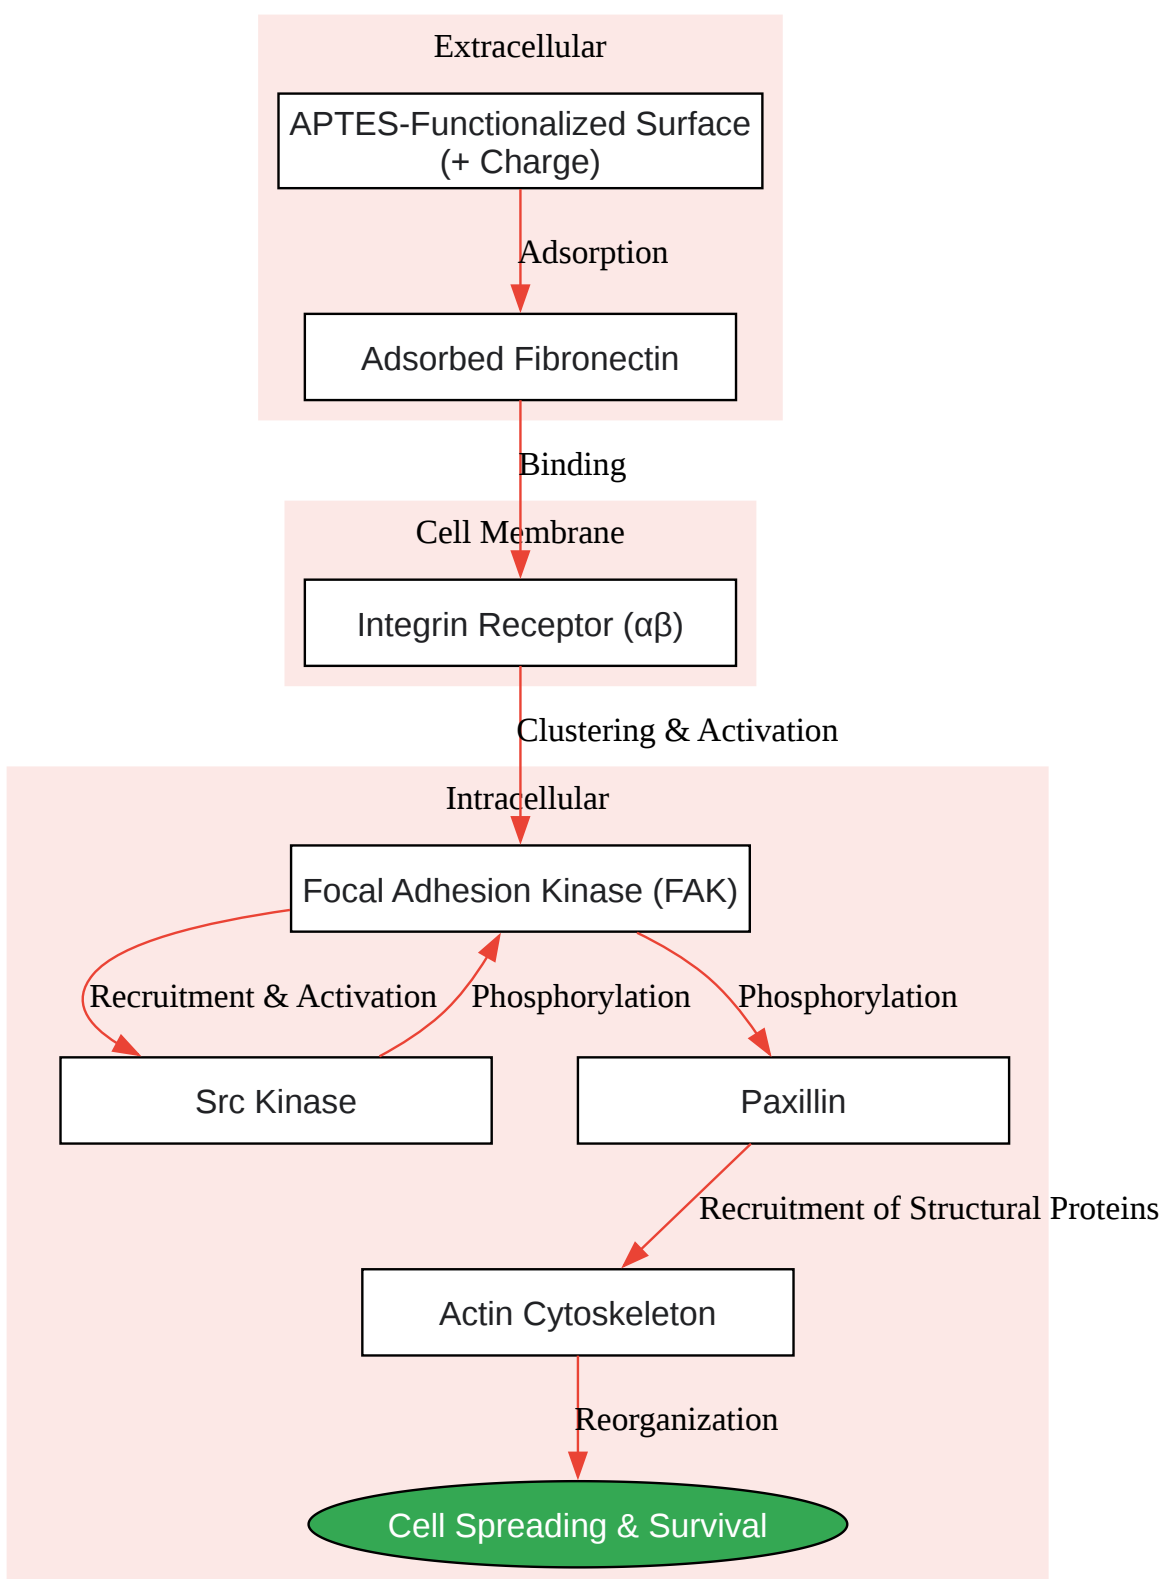 Extracellular
APTES-Functionalized Surface
(+ Charge)
Adsorption
Adsorbed Fibronectin
Binding
Cell Membrane
Integrin Receptor (αβ)
Clustering & Activation
Intracellular
Focal Adhesion Kinase (FAK)
Recruitment & Activation
Phosphorylation
Phosphorylation
Src Kinase
Paxillin
Recruitment of Structural Proteins
Actin Cytoskeleton
Reorganization
Cell Spreading & Survival